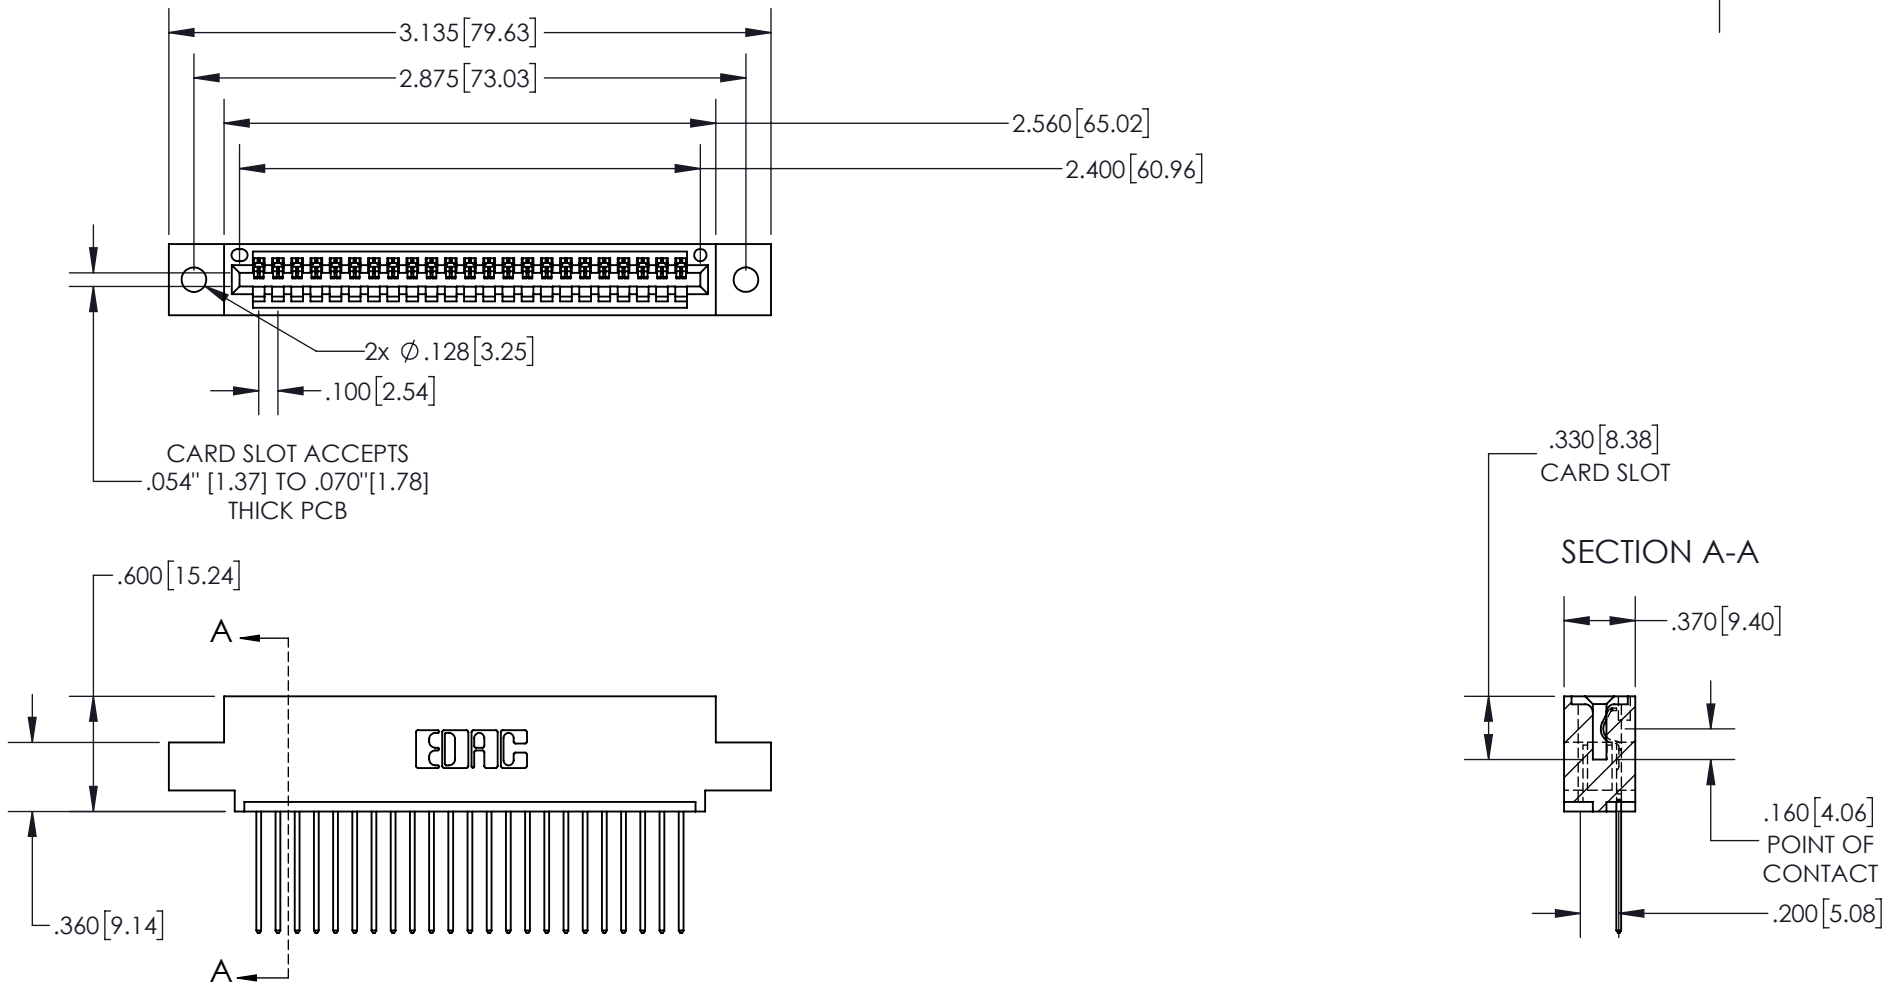 3.135[79.63]
2.875[73.03]
2.560[65.02]
2.400[60.96]
2x Ø.128[3.25]
.100[2.54]
CARD SLOT ACCEPTS
.054" [1.37] TO .070"[1.78]
THICK PCB
.330[8.38]
CARD SLOT
SECTION A-A
.600[15.24]
.370[9.40]
A
EDAC
.160[4.06]
POINT OF
CONTACT
.360[9.14]
.200[5.08]
A